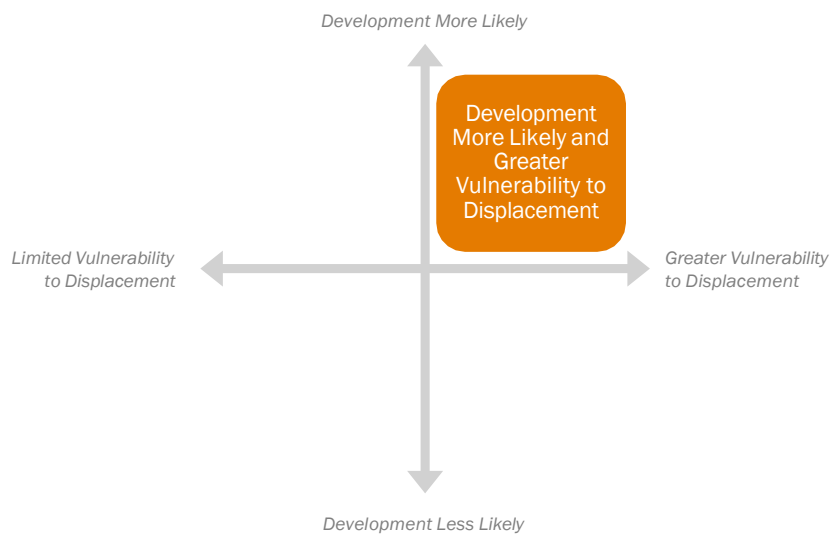 Development More Likely
Development
More Likely and
Greater
Vulnerability to
Displacement
Limited Vulnerability
to Displacement
Greater Vulnerability
to Displacement
Development Less Likely